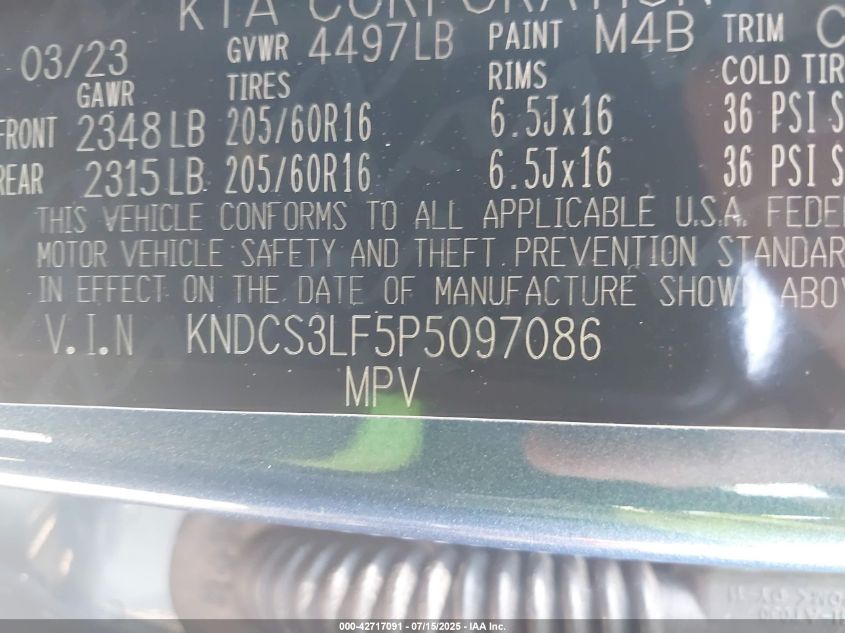 KIA CORPORATION
03/23 GVWR 4497LB PAINT M4B TRIM
GAWR TIRES RIMS COLD TIR
FRONT 2348LB 205/60R16 6.5Jx16 36 PSI S
REAR 2315LB 205/60R16 6.5Jx16 36 PSI S
THIS VEHICLE CONFORMS TO ALL APPLICABLE U.S.A. FEDE
MOTOR VEHICLE SAFETY AND THEFT PREVENTION STANDAR
IN EFFECT ON THE DATE OF MANUFACTURE SHOWN ABO
V.I.N KNDCS3LF5P5097086
MPV
000-42717091 - 07/15/2025 - IAA Inc.